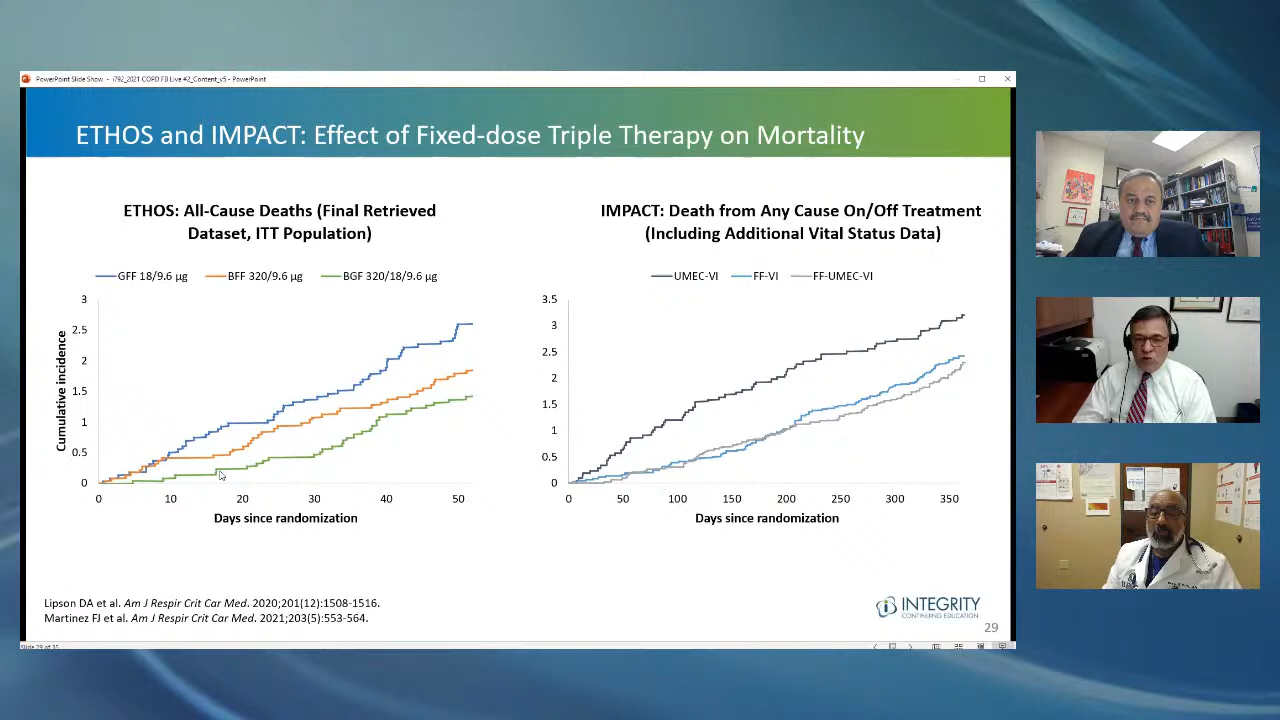 PowerPoint Slide Show - i792_2021 COPD FB Live #2_Content_v5 - PowerPoint
ETHOS and IMPACT: Effect of Fixed-dose Triple Therapy on Mortality
ETHOS: All-Cause Deaths (Final Retrieved
Dataset, ITT Population)
GFF 18/9.6 µg BFF 320/9.6 µg BGF 320/18/9.6 µg
3
2.5
2
1.5
1
0.5
0
Cumulative incidence
0 10 20 30 40 50
Days since randomization
IMPACT: Death from Any Cause On/Off Treatment
(Including Additional Vital Status Data)
UMEC-VI FF-VI FF-UMEC-VI
3.5
3
2.5
2
1.5
1
0.5
0
0 50 100 150 200 250 300 350
Days since randomization
Lipson DA et al. Am J Respir Crit Car Med. 2020;201(12):1508-1516.
Martinez FJ et al. Am J Respir Crit Car Med. 2021;203(5):553-564.
INTEGRITY
CONTINUING EDUCATION
29
Slide 29 of 35